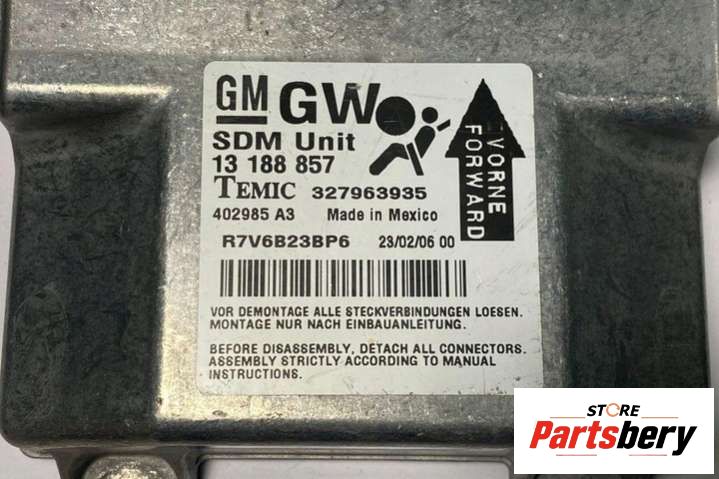 GM GW
SDM Unit
13 188 857
TEMIC 327963935
402985 A3 Made in Mexico
R7V6B23BP6 23/02/06 00
VORNE
FORWARD
VOR DEMONTAGE ALLE STECKVERBINDUNGEN LOESEN.
MONTAGE NUR NACH EINBAUANLEITUNG.
BEFORE DISASSEMBLY, DETACH ALL CONNECTORS.
ASSEMBLY STRICTLY ACCORDING TO MANUAL
INSTRUCTIONS.
STORE
Partsbery